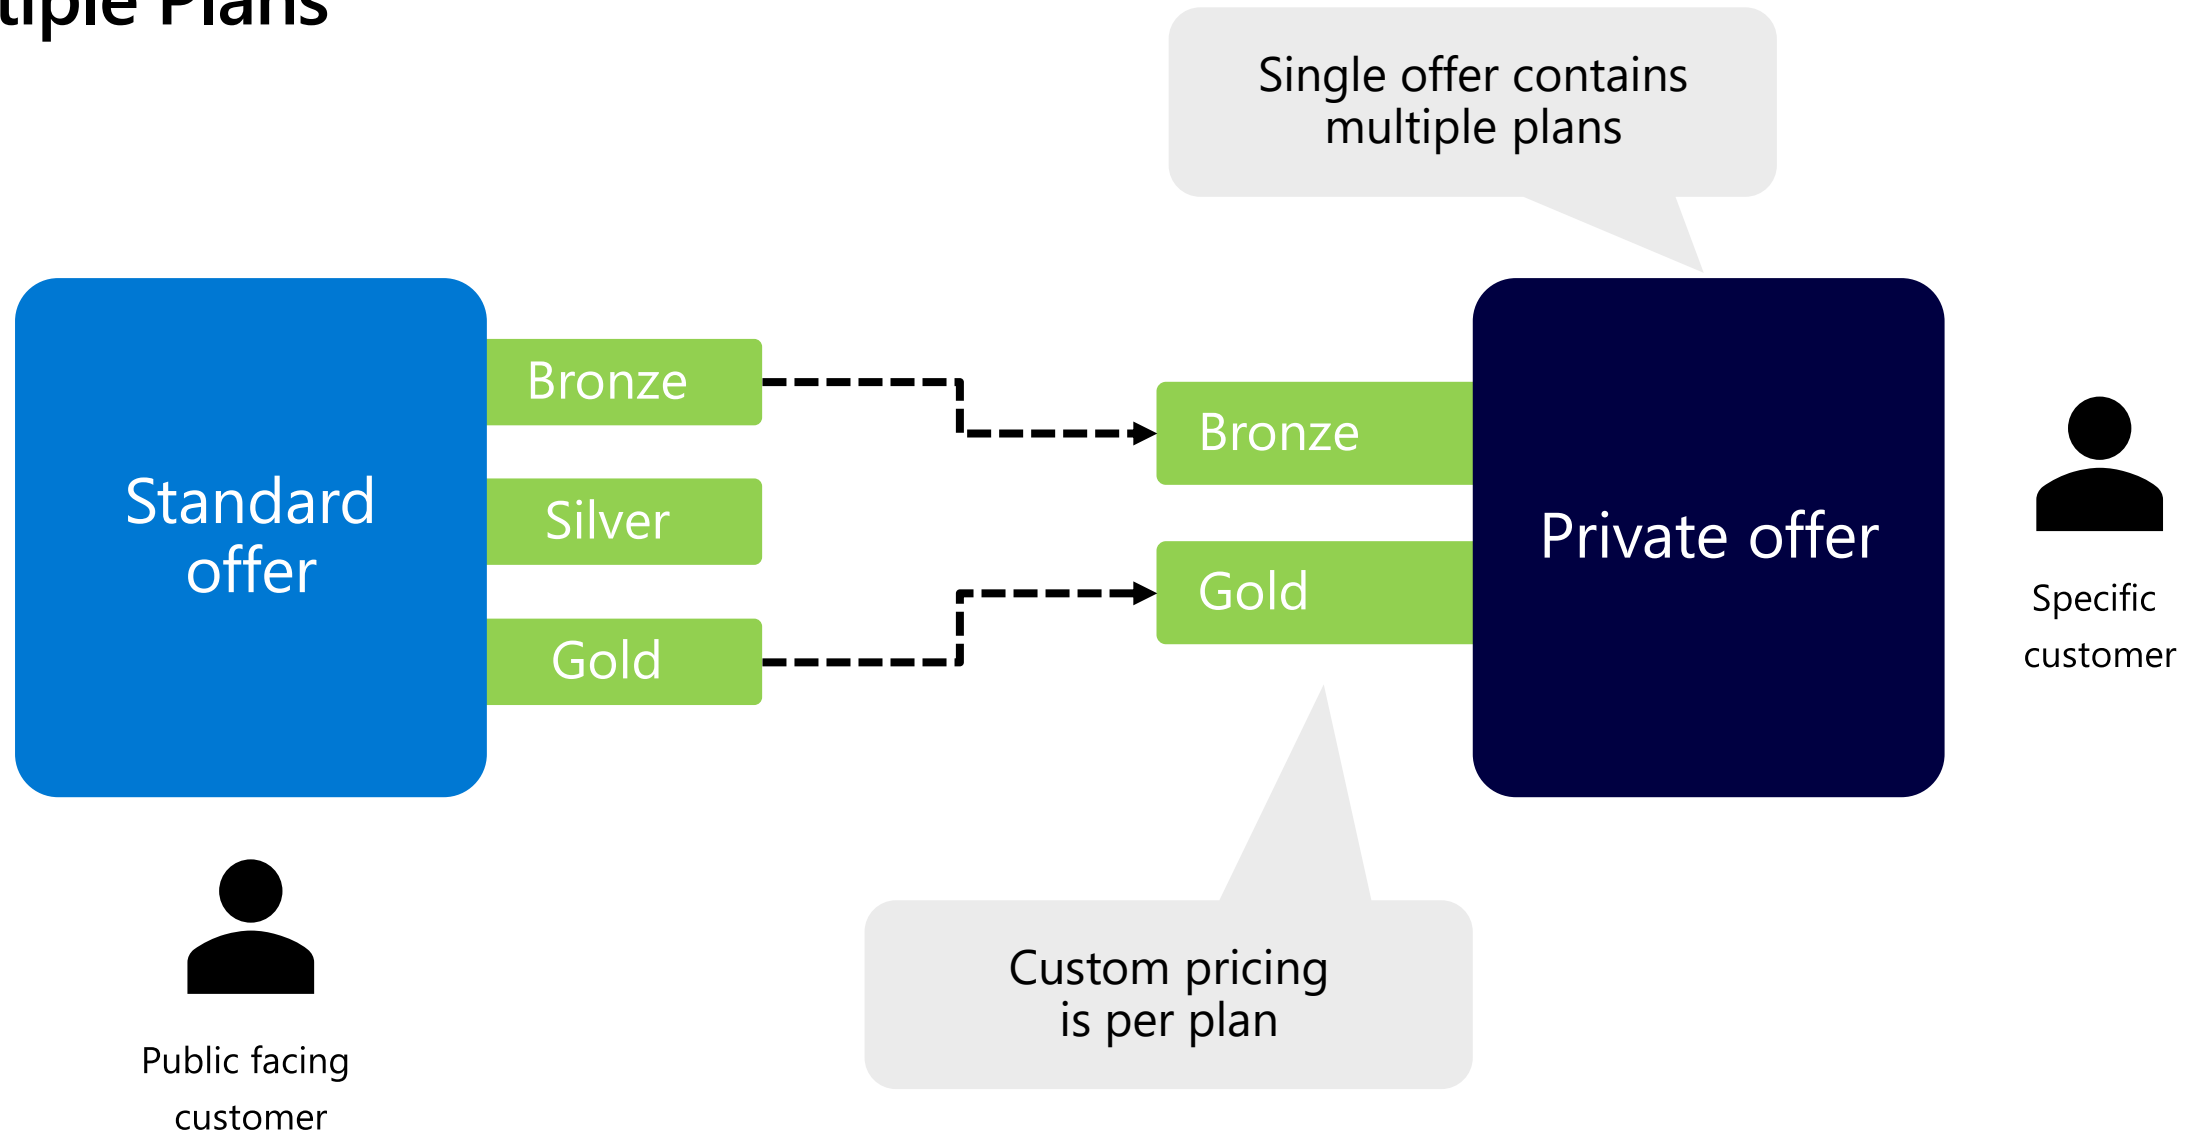 Plans
Single offer contains
multiple plans
Standard
offer
Bronze
Silver
Gold
Bronze
Gold
Private offer
Specific
customer
Custom pricing
is per plan
Public facing
customer